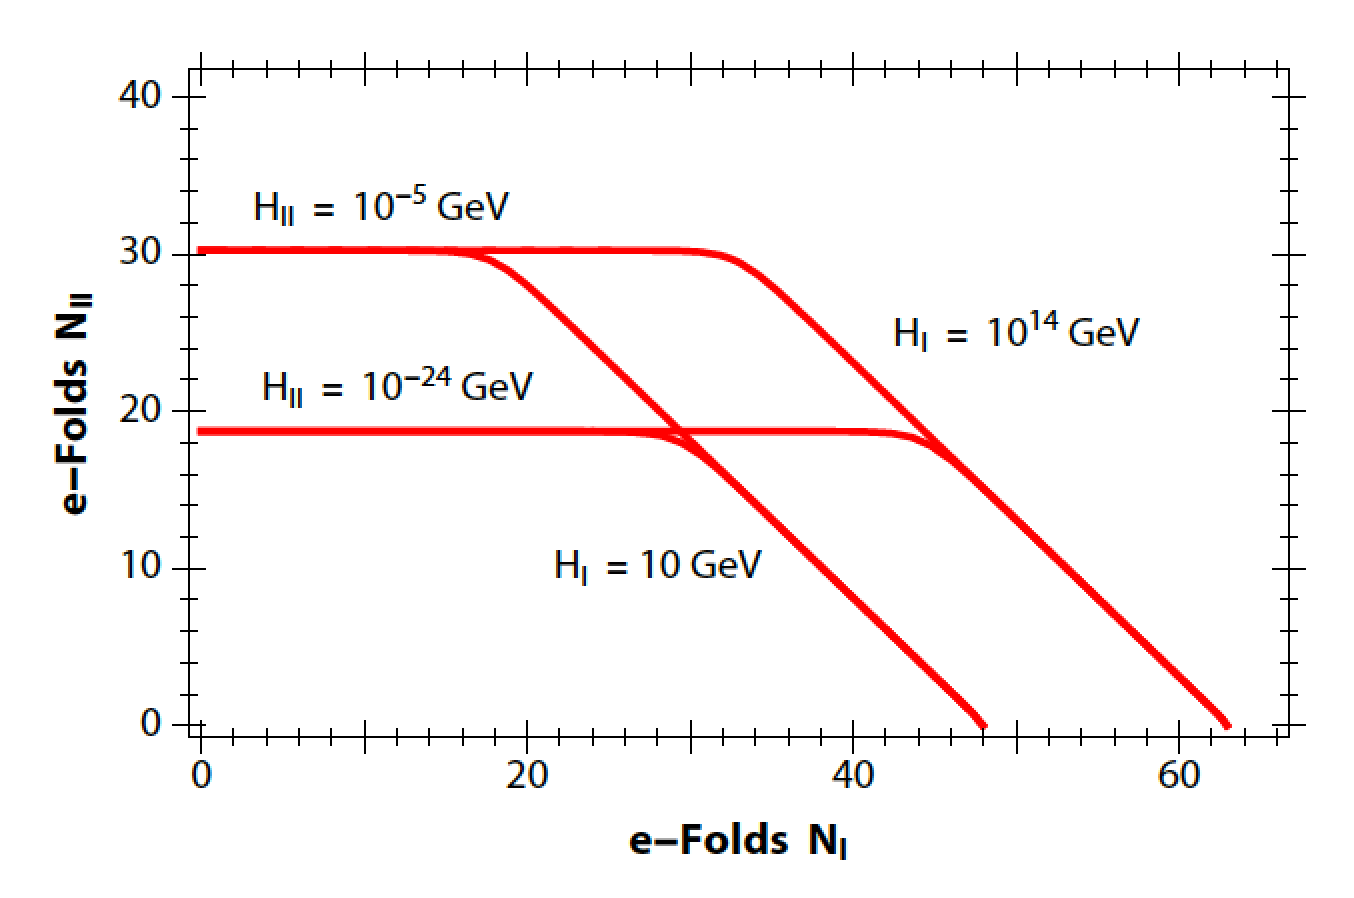 40
H_II = 10^−5 GeV
30
e−Folds N_II
H_I = 10^14 GeV
H_II = 10^−24 GeV
20
10
H_I = 10 GeV
0
0 20 40 60
e−Folds N_I